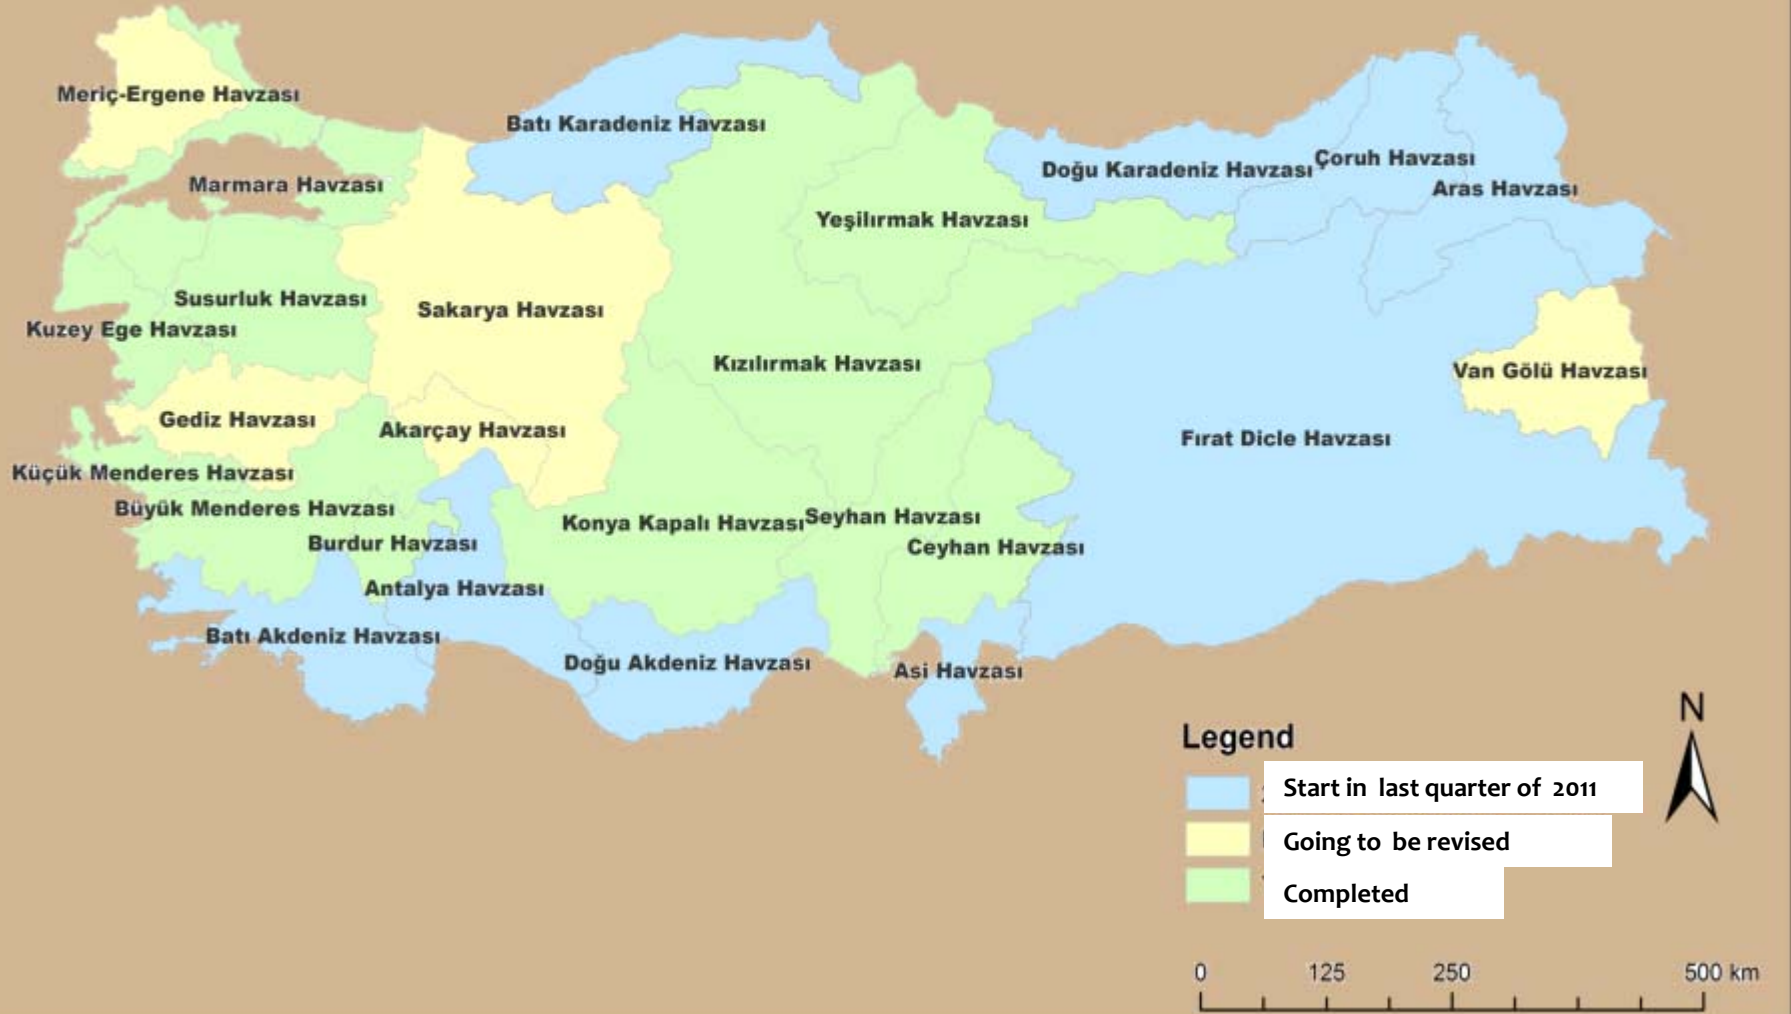 Meriç-Ergene Havzası
Batı Karadeniz Havzası
Çoruh Havzası
Doğu Karadeniz Havzası
Marmara Havzası
Aras Havzası
Yeşilırmak Havzası
Susurluk Havzası
Sakarya Havzası
Kuzey Ege Havzası
Kızılırmak Havzası
Van Gölü Havzası
Gediz Havzası
Akarçay Havzası
Fırat Dicle Havzası
Küçük Menderes Havzası
Büyük Menderes Havzası
Konya Kapalı Havzası
Seyhan Havzası
Burdur Havzası
Ceyhan Havzası
Antalya Havzası
Batı Akdeniz Havzası
Doğu Akdeniz Havzası
Asi Havzası
N
Legend
Start in last quarter of 2011
Going to be revised
Completed
0 125 250 500 km